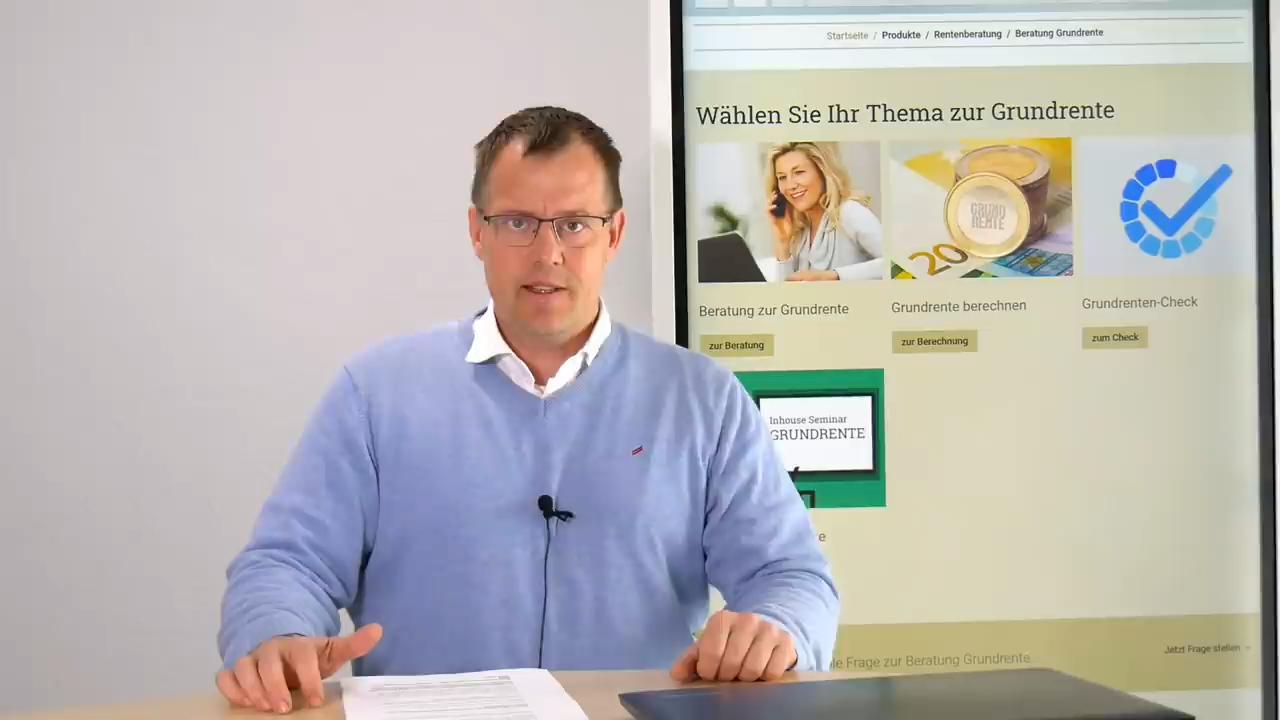 Startseite / Produkte / Rentenberatung / Beratung Grundrente
Wählen Sie Ihr Thema zur Grundrente
GRUND
RENTE
20
Beratung zur Grundrente
Grundrente berechnen
Grundrenten-Check
zur Beratung
zur Berechnung
zum Check
Inhouse Seminar
GRUNDRENTE
Frage zur Beratung Grundrente
Jetzt Frage stellen